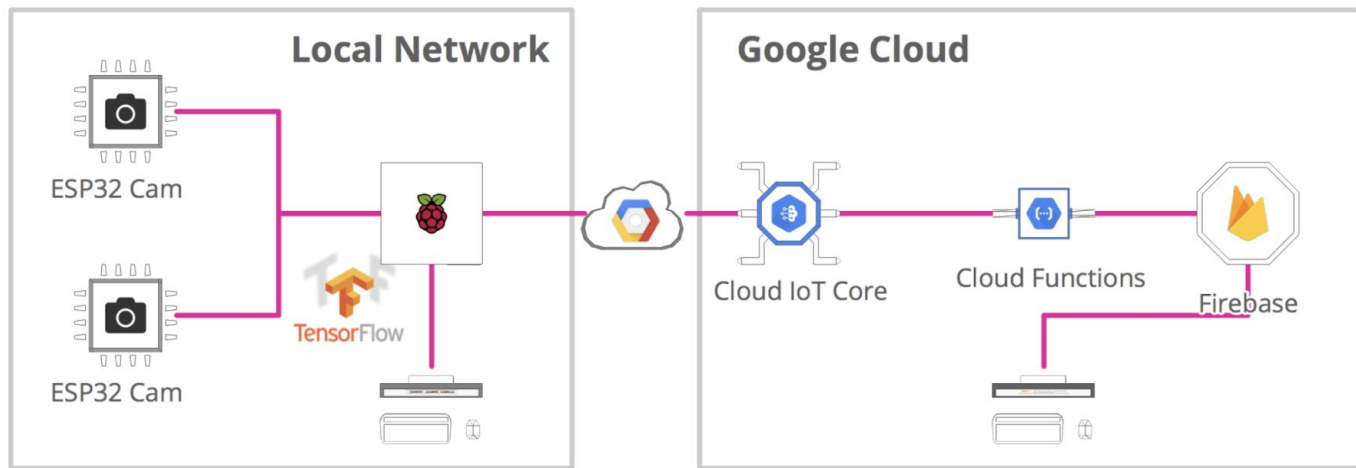 Local Network
Google Cloud
ESP32 Cam
TensorFlow
Cloud IoT Core
Cloud Functions
Firebase
ESP32 Cam